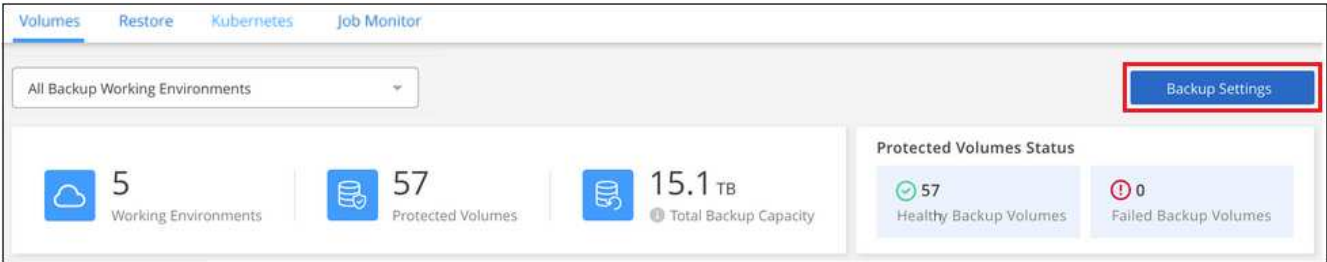 Volumes Restore Kubernetes Job Monitor
All Backup Working Environments
Backup Settings
5
Working Environments
57
Protected Volumes
15.1 TB
Total Backup Capacity
Protected Volumes Status
57
Healthy Backup Volumes
0
Failed Backup Volumes